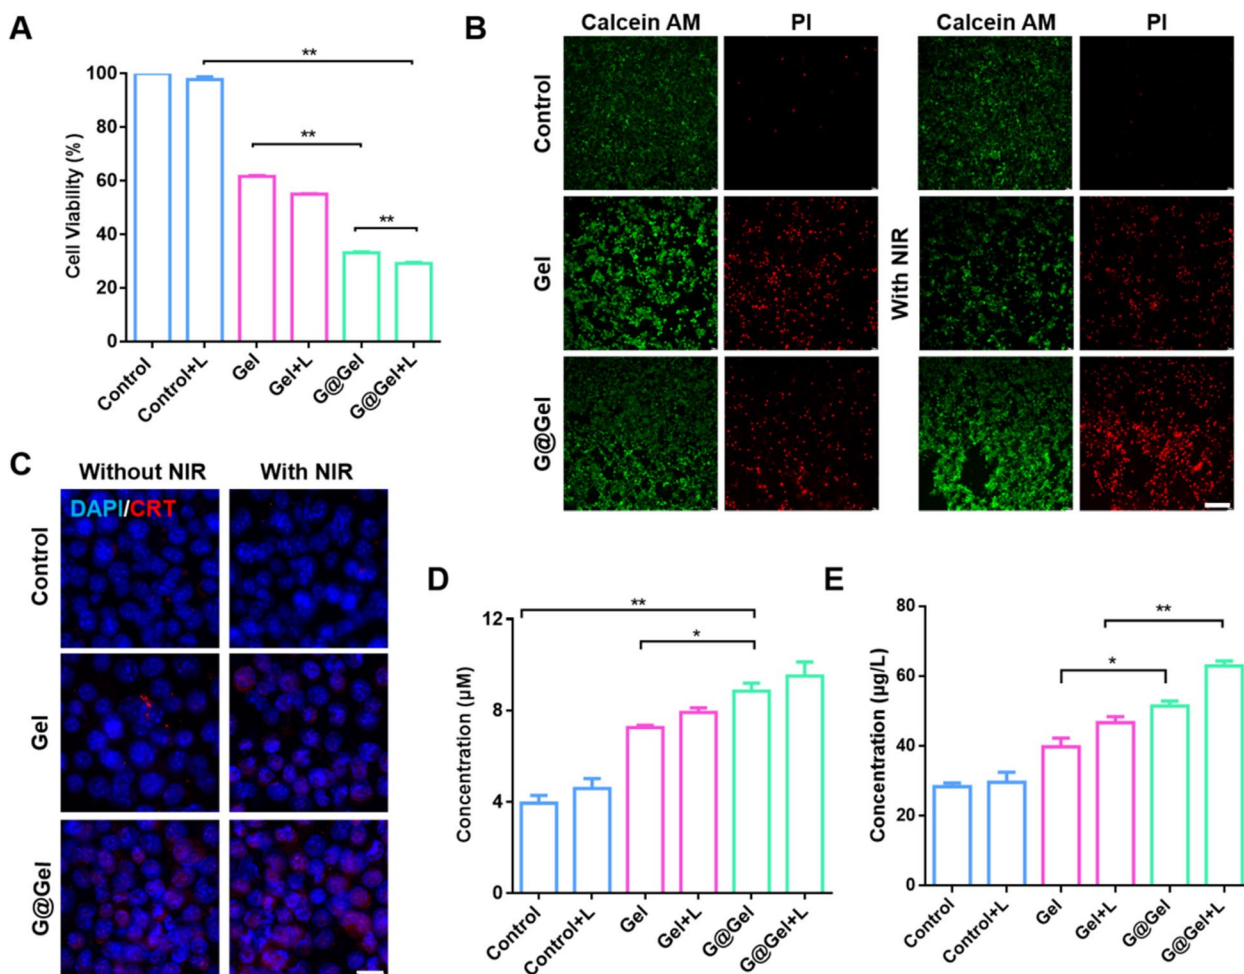 A
**
**
**
100
80
60
40
20
0
Cell Viability (%)
Control
Control+L
Gel
Gel+L
G@Gel
G@Gel+L
B
Calcein AM PI Calcein AM PI
Control
Gel
G@Gel
With NIR
C
Without NIR With NIR
DAPI/CRT
Control
Gel
G@Gel
D
**
*
12
8
4
0
Concentration (µM)
Control
Control+L
Gel
Gel+L
G@Gel
G@Gel+L
E
**
*
80
60
40
20
0
Concentration (µg/L)
Control
Control+L
Gel
Gel+L
G@Gel
G@Gel+L